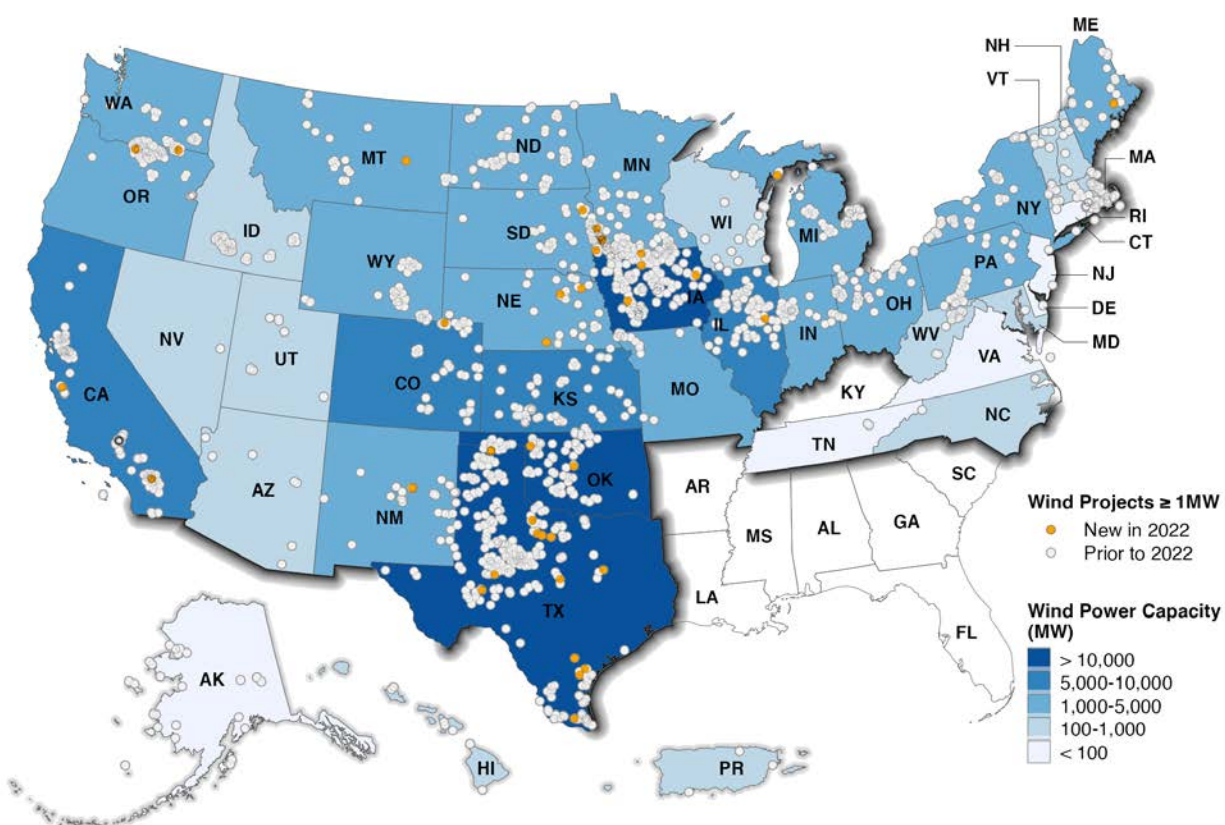 ME
NH
VT
WA
MT
ND
MN
MA
OR
ID
SD
WI
MI
NY
RI
CT
WY
NE
IA
PA
NJ
NV
UT
IL
IN
OH
WV
DE
MD
VA
CA
CO
KS
MO
KY
NC
TN
AZ
NM
OK
AR
SC
MS
AL
GA
TX
LA
FL
AK
HI
PR
Wind Projects ≥ 1MW
New in 2022
Prior to 2022
Wind Power Capacity
(MW)
> 10,000
5,000-10,000
1,000-5,000
100-1,000
< 100